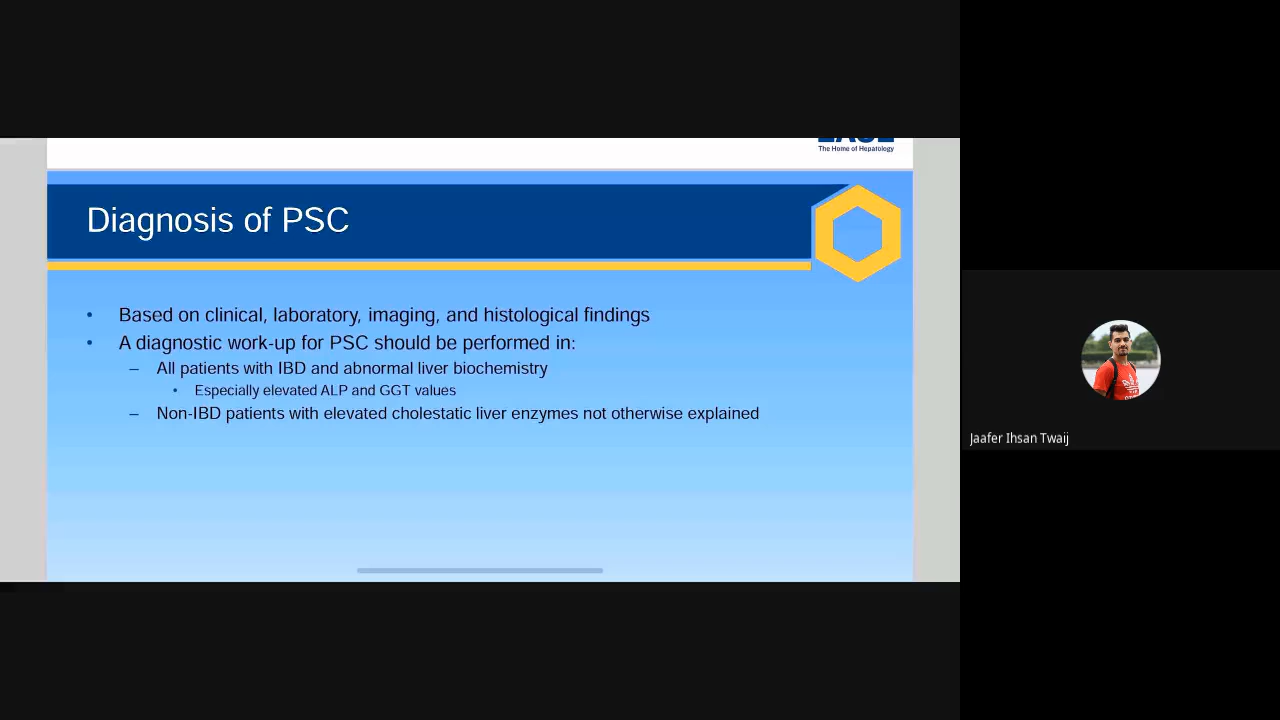 The Home of Hepatology
Diagnosis of PSC
• Based on clinical, laboratory, imaging, and histological findings
• A diagnostic work-up for PSC should be performed in:
– All patients with IBD and abnormal liver biochemistry
• Especially elevated ALP and GGT values
– Non-IBD patients with elevated cholestatic liver enzymes not otherwise explained
Jaafer Ihsan Twaij